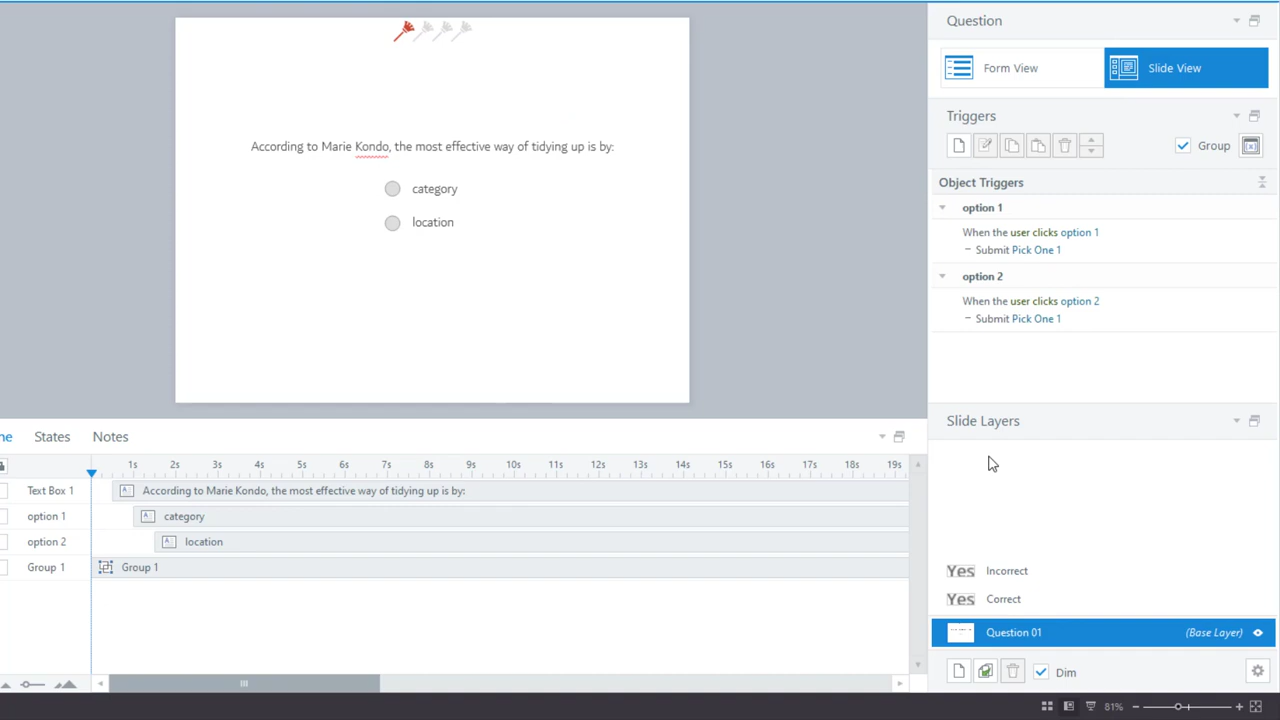 Question
Form View
Slide View
Triggers
Group
Object Triggers
option 1
When the user clicks option 1
– Submit Pick One 1
option 2
When the user clicks option 2
– Submit Pick One 1
According to Marie Kondo, the most effective way of tidying up is by:
category
location
ne States Notes
1s 2s 3s 4s 5s 6s 7s 8s 9s 10s 11s 12s 13s 14s 15s 16s 17s 18s 19s
Text Box 1 According to Marie Kondo, the most effective way of tidying up is by:
option 1 category
option 2 location
Group 1 Group 1
Slide Layers
Yes Incorrect
Yes Correct
Question 01 (Base Layer)
Dim
81%